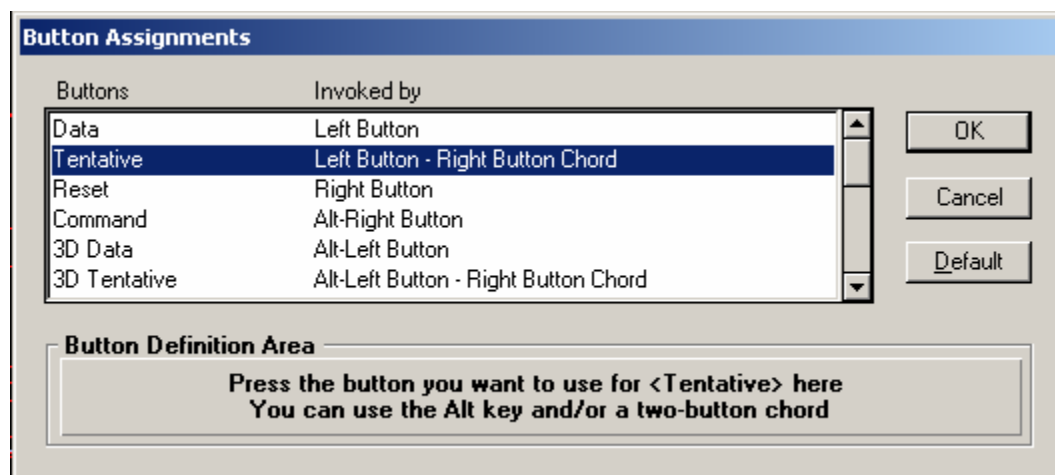 Button Assignments
Buttons Invoked by
Data Left Button
Tentative Left Button - Right Button Chord
Reset Right Button
Command Alt-Right Button
3D Data Alt-Left Button
3D Tentative Alt-Left Button - Right Button Chord
OK
Cancel
Default
Button Definition Area
Press the button you want to use for <Tentative> here
You can use the Alt key and/or a two-button chord